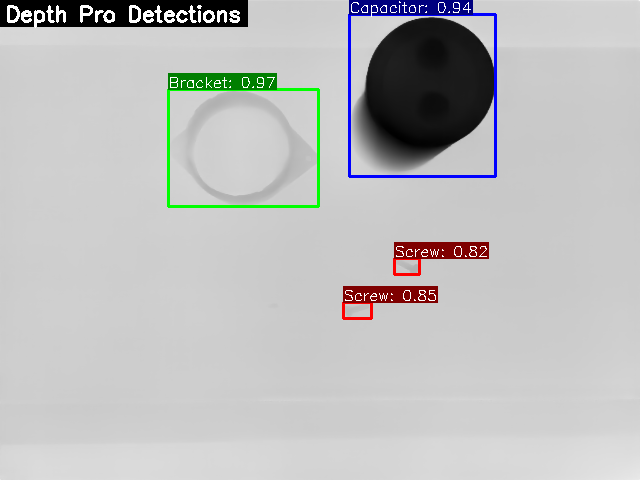 Depth Pro Detections
Capacitor: 0.94
Bracket: 0.97
Screw: 0.82
Screw: 0.85